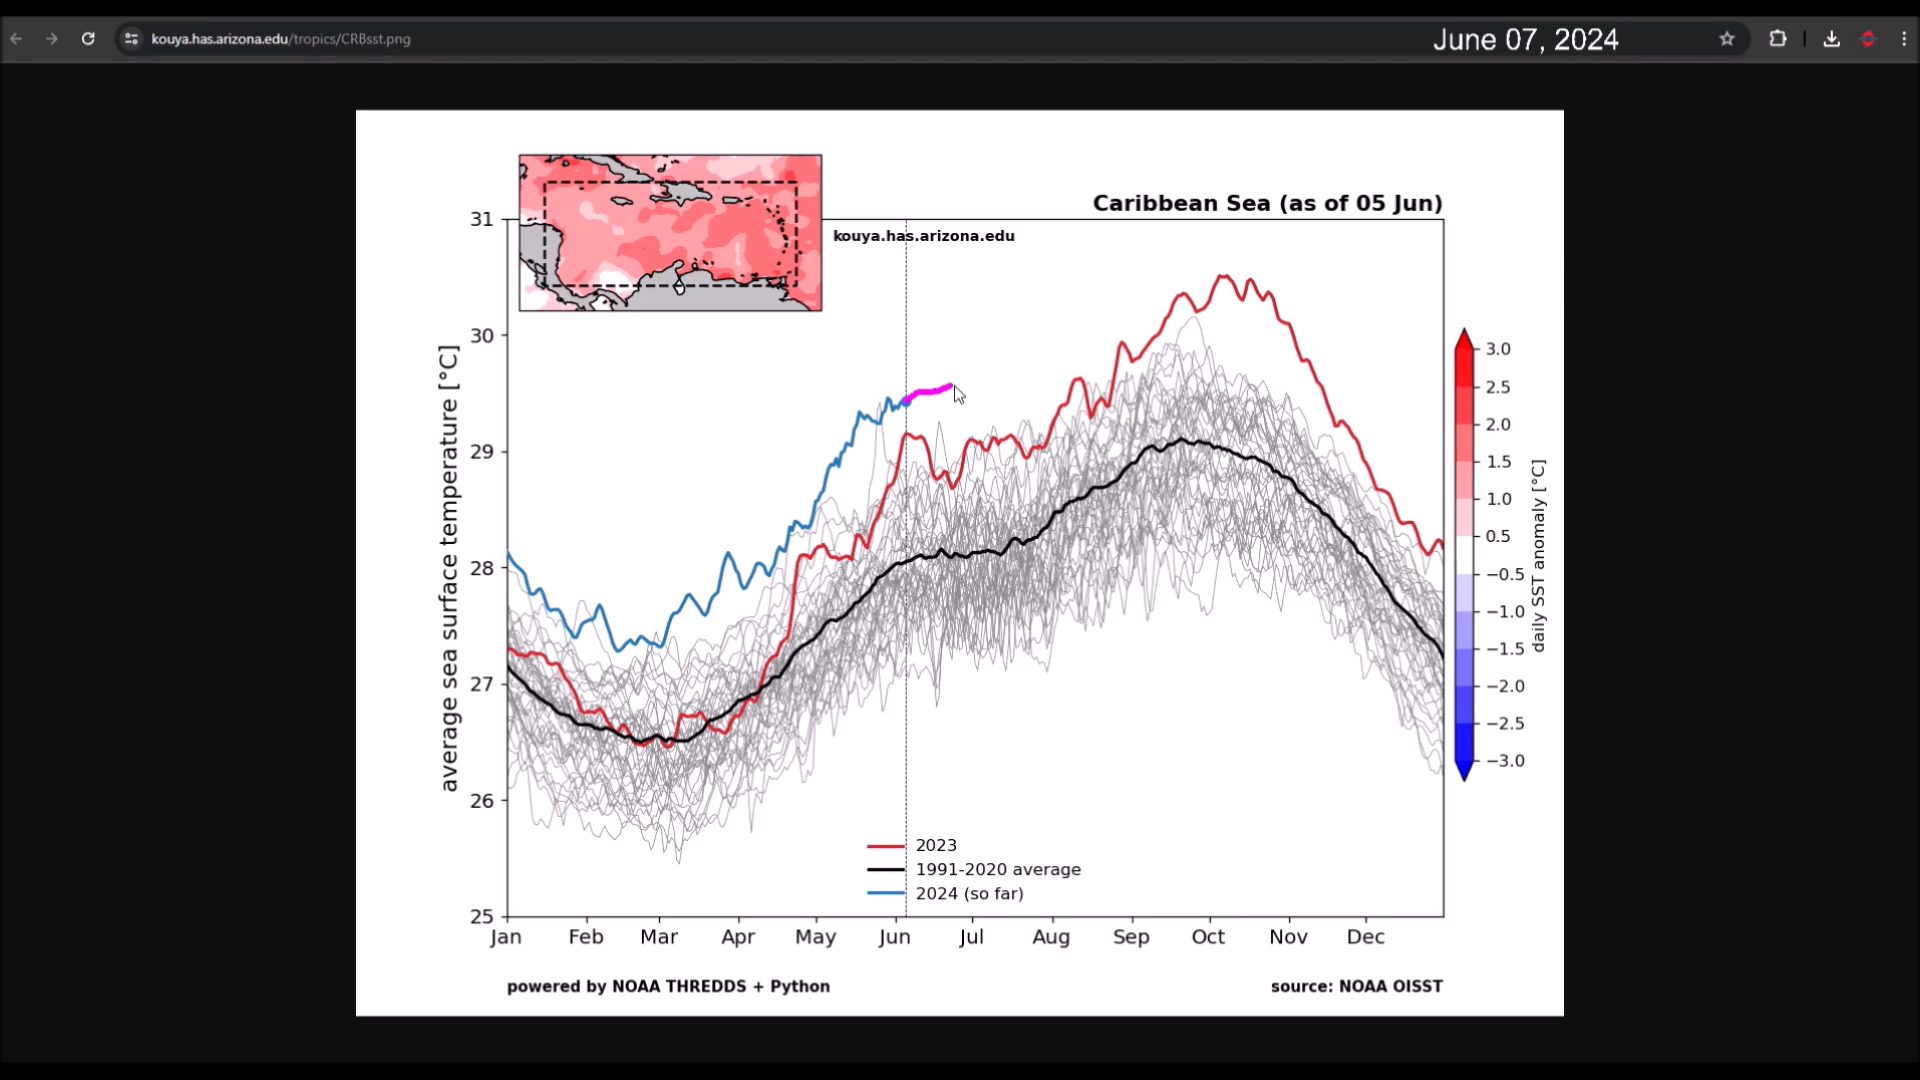 kouya.has.arizona.edu/tropics/CRBsst.png
June 07, 2024
Caribbean Sea (as of 05 Jun)
kouya.has.arizona.edu
average sea surface temperature [°C]
31
30
29
28
27
26
25
Jan Feb Mar Apr May Jun Jul Aug Sep Oct Nov Dec
2023
1991-2020 average
2024 (so far)
3.0
2.5
2.0
1.5
1.0
0.5
−0.5
−1.0
−1.5
−2.0
−2.5
−3.0
daily SST anomaly [°C]
powered by NOAA THREDDS + Python
source: NOAA OISST